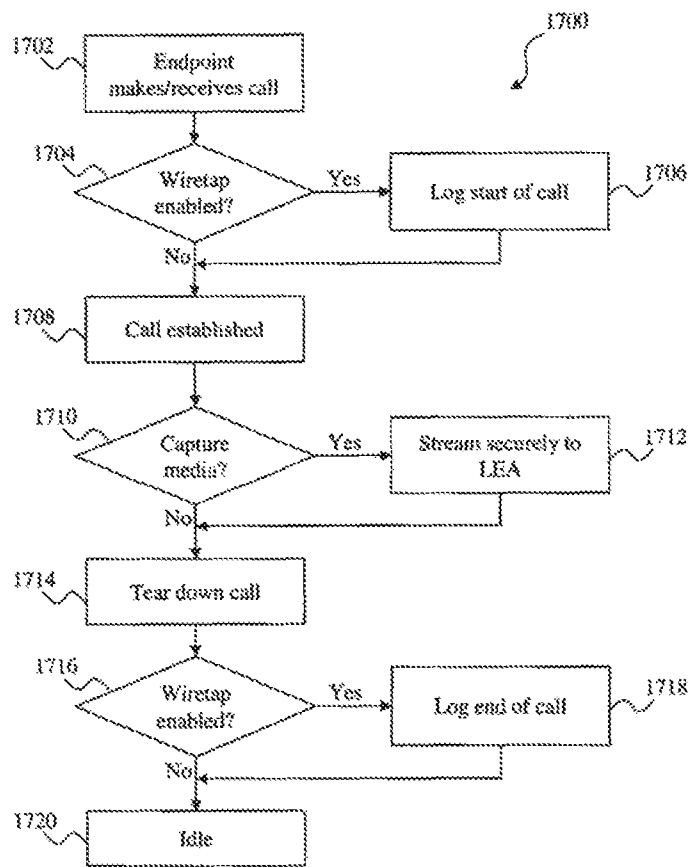 1700
1702
Endpoint
makes/receives call
1704
Wiretap
enabled?
Yes
Log start of call
1706
No
1708
Call established
1710
Capture
media?
Yes
Stream securely to
LEA
1712
No
1714
Tear down call
1716
Wiretap
enabled?
Yes
Log end of call
1718
No
1720
Idle